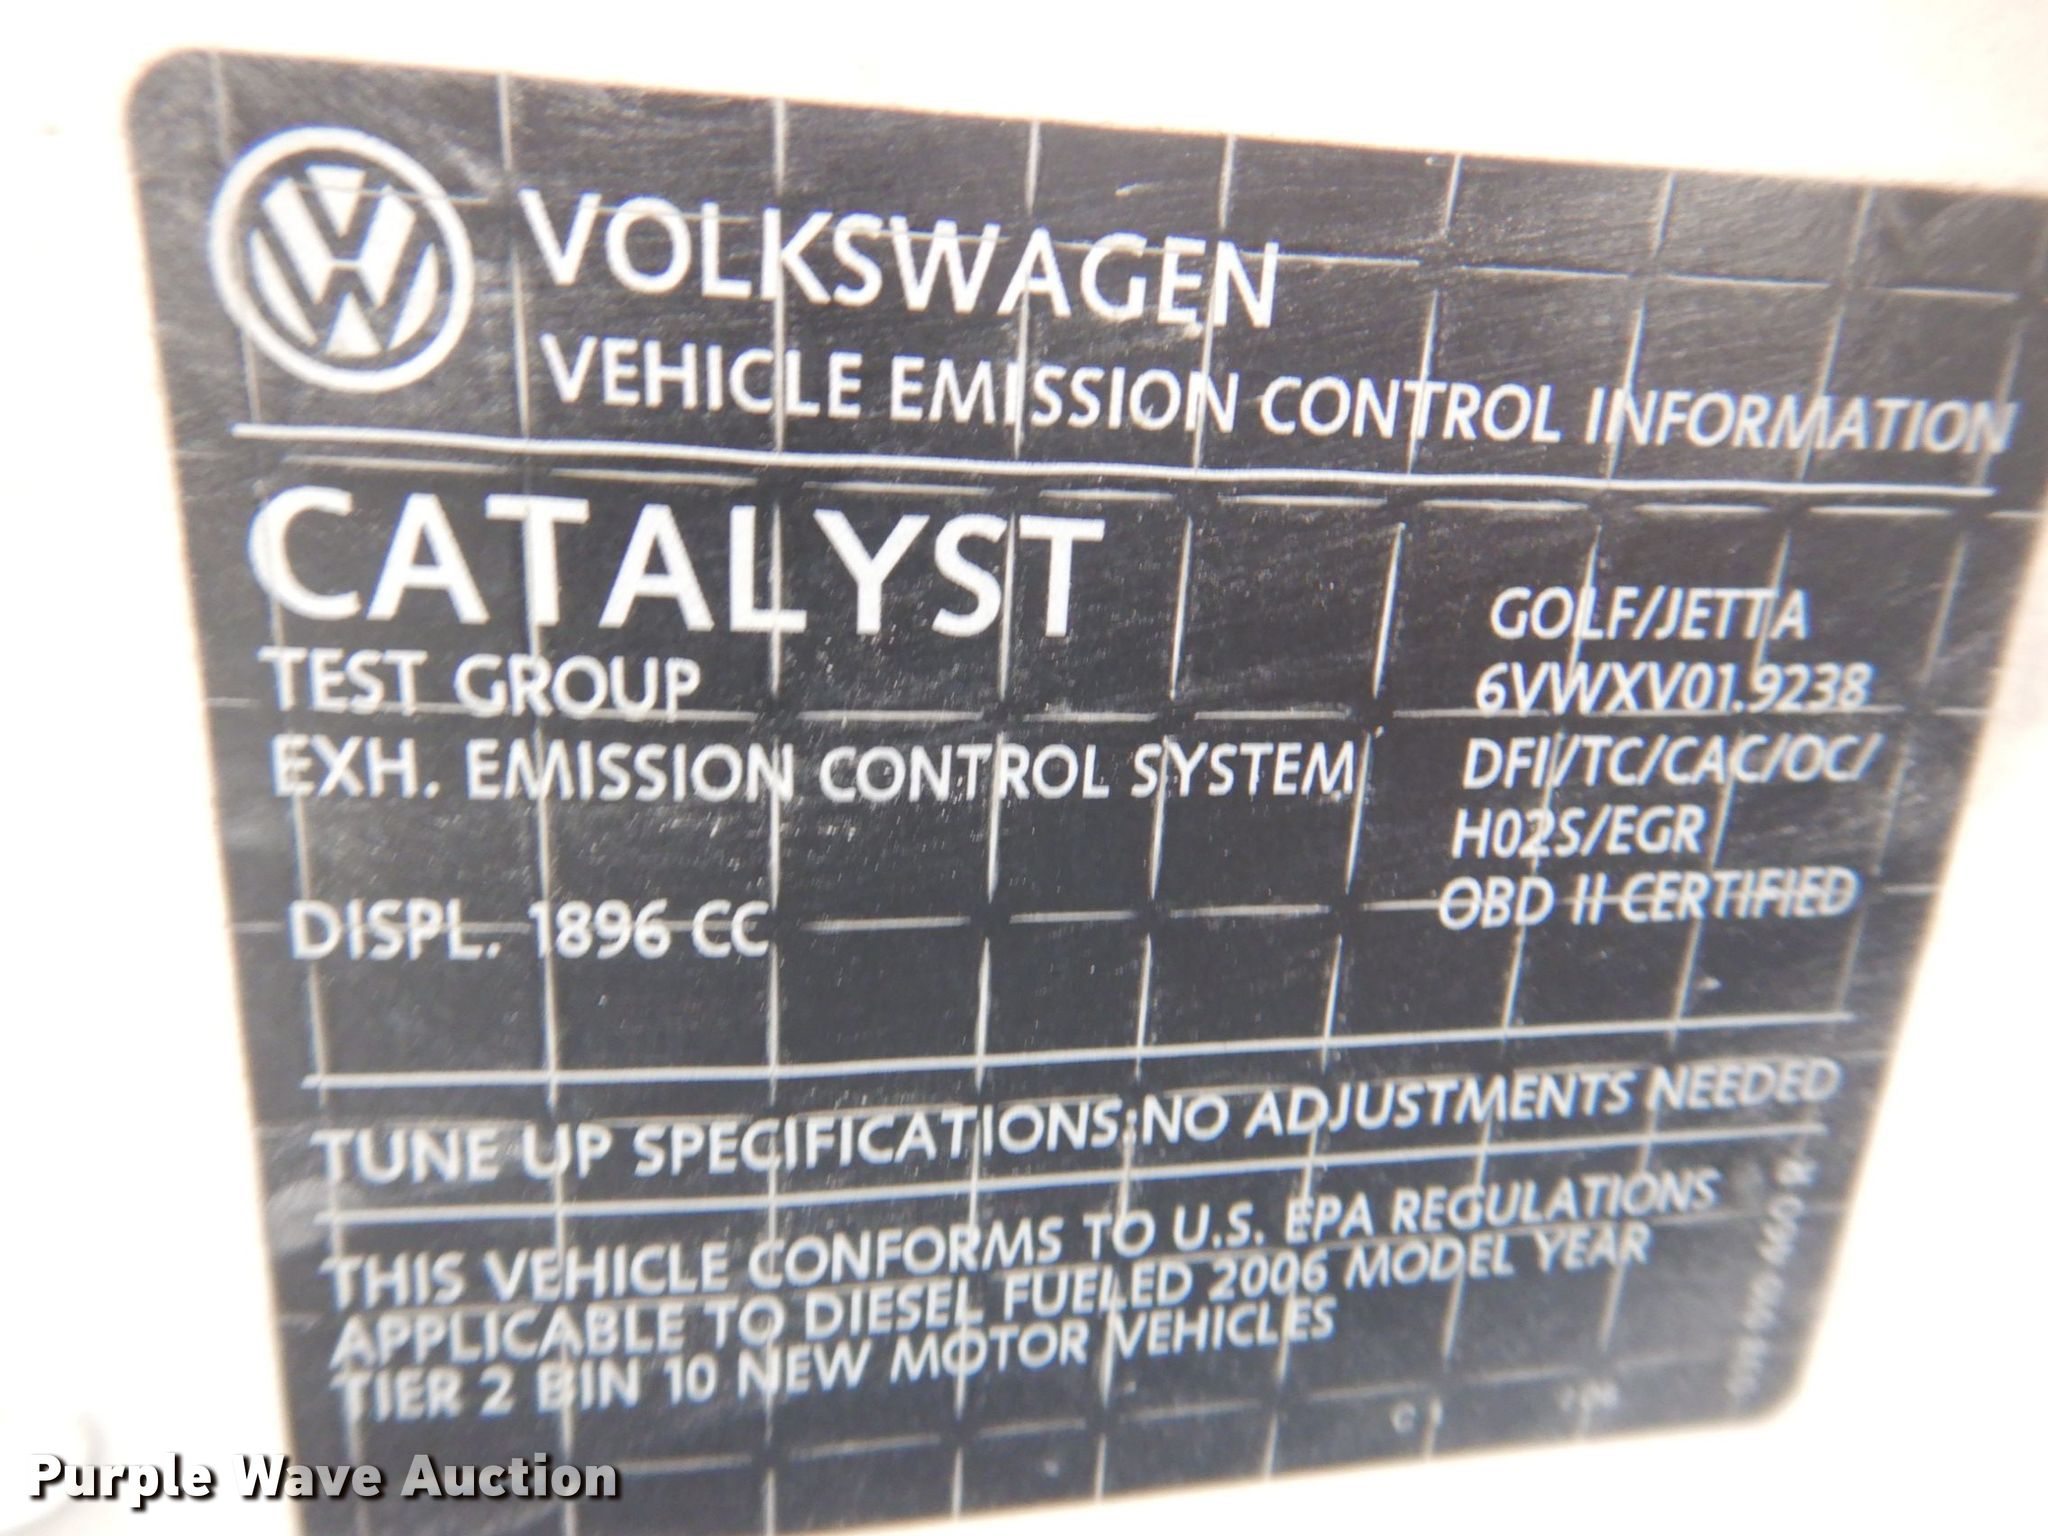 VOLKSWAGEN
VEHICLE EMISSION CONTROL INFORMATION
CATALYST
GOLF/JETTA
TEST GROUP 6VWXV01.9238
EXH. EMISSION CONTROL SYSTEM DFI/TC/CAC/OC/
H02S/EGR
DISPL. 1896 CC OBD II CERTIFIED
TUNE UP SPECIFICATIONS:NO ADJUSTMENTS NEEDED
THIS VEHICLE CONFORMS TO U.S. EPA REGULATIONS
APPLICABLE TO DIESEL FUELED 2006 MODEL YEAR
TIER 2 BIN 10 NEW MOTOR VEHICLES
Purple Wave Auction